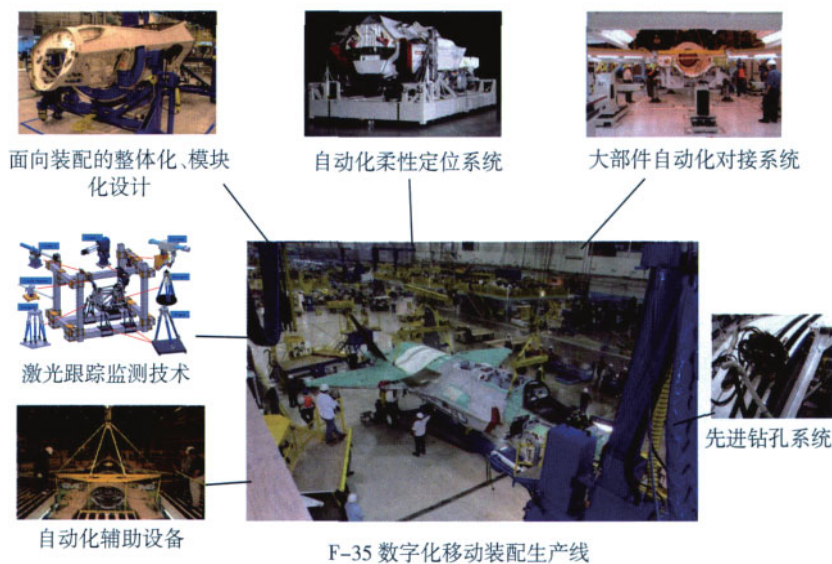 面向装配的整体化、模块
化设计
自动化柔性定位系统
大部件自动化对接系统
激光跟踪监测技术
先进钻孔系统
自动化辅助设备
F-35 数字化移动装配生产线